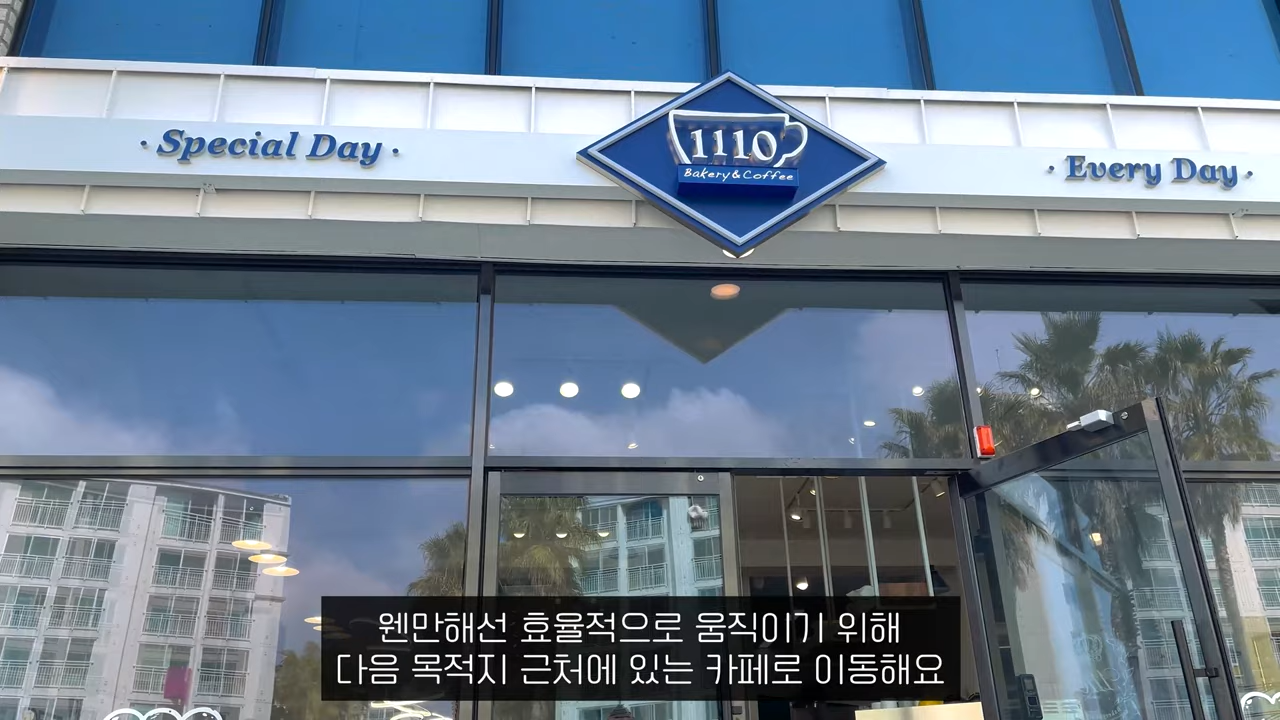 · Special Day ·
1110
Bakery & Coffee
· Every Day ·
웬만해선 효율적으로 움직이기 위해
다음 목적지 근처에 있는 카페로 이동해요